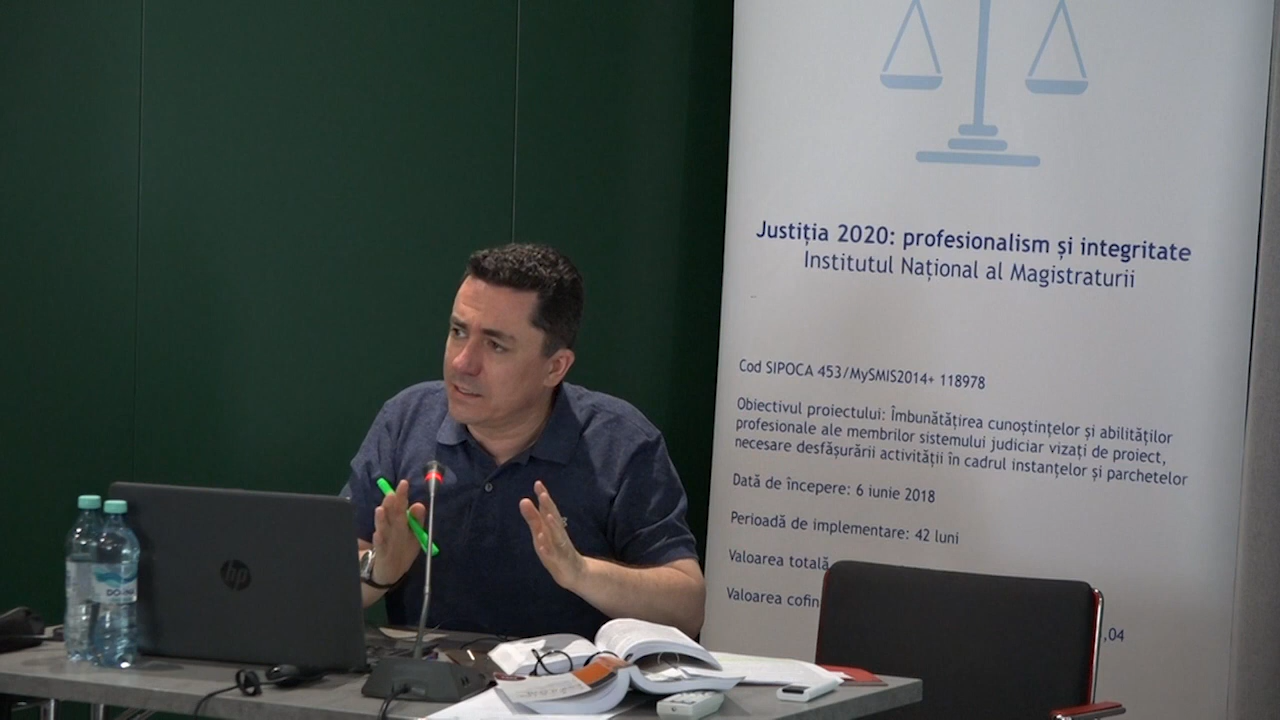 Justiția 2020: profesionalism și integritate
Institutul Național al Magistraturii
Cod SIPOCA 453/MySMIS2014+ 118978
Obiectivul proiectului: Îmbunătățirea cunoștințelor și abilităților
profesionale ale membrilor sistemului judiciar vizați de proiect,
necesare desfășurării activității în cadrul instanțelor și parchetelor
Dată de începere: 6 iunie 2018
Perioadă de implementare: 42 luni
Valoarea totală
Valoarea
,04
hp